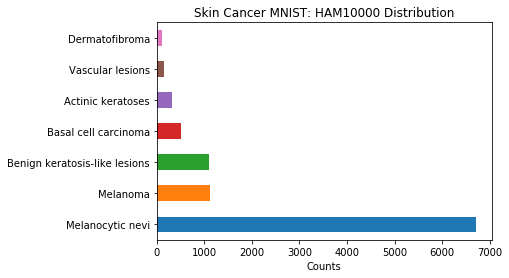 Skin Cancer MNIST: HAM10000 Distribution
Dermatofibroma
Vascular lesions
Actinic keratoses
Basal cell carcinoma
Benign keratosis-like lesions
Melanoma
Melanocytic nevi
0 1000 2000 3000 4000 5000 6000 7000
Counts